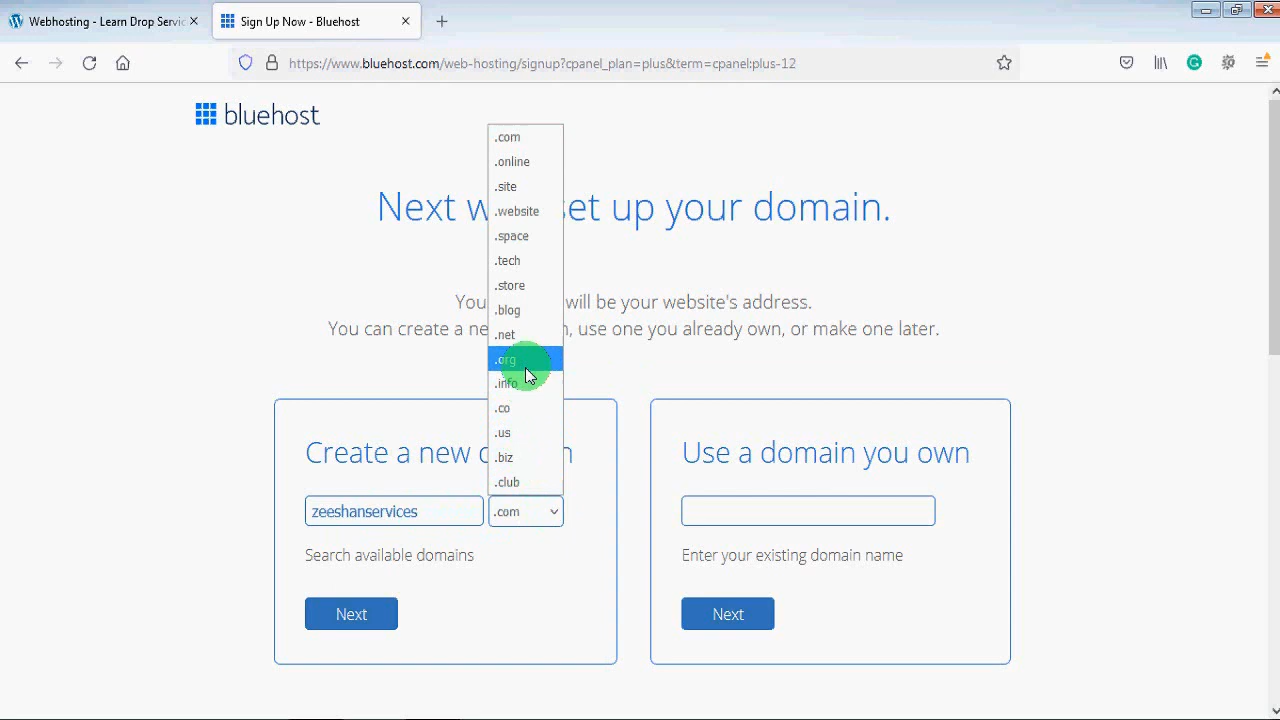 Webhosting - Learn Drop Servic
Sign Up Now - Bluehost
https://www.bluehost.com/web-hosting/signup?cpanel_plan=plus&term=cpanel:plus-12
bluehost
Next w set up your domain.
You will be your website's address.
You can create a ne , use one you already own, or make one later.
.com
.online
.site
.website
.space
.tech
.store
.blog
.net
.org
.info
.co
.us
.biz
.club
Create a new d n
zeeshanservices
.com
Search available domains
Next
Use a domain you own
Enter your existing domain name
Next